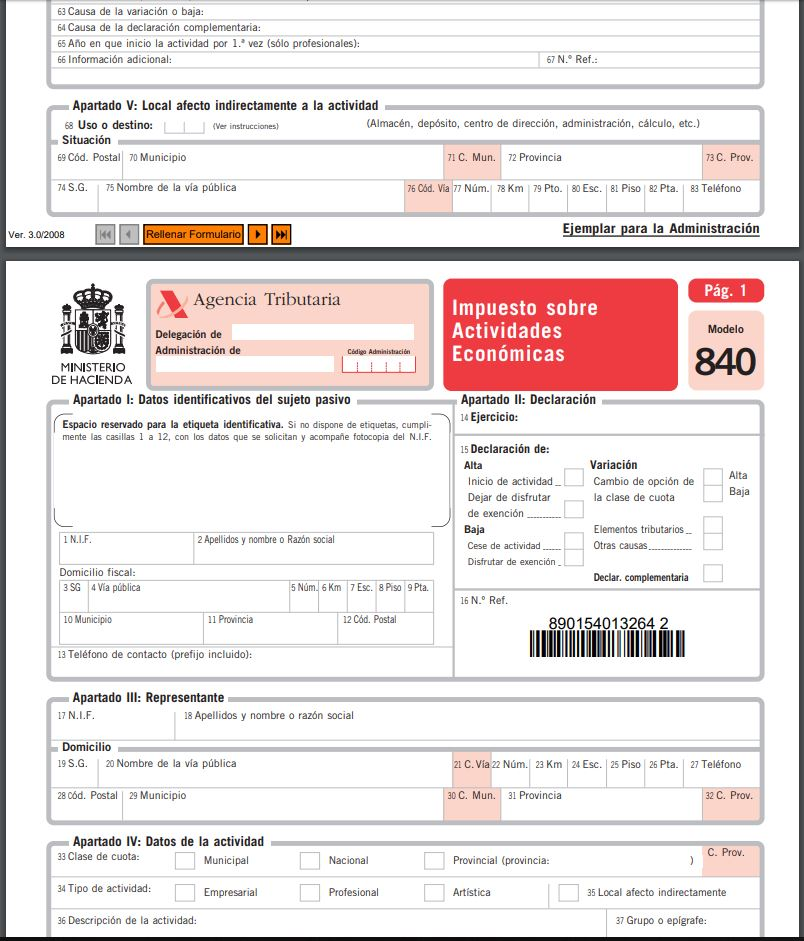 63 Causa de la variación o baja:
64 Causa de la declaración complementaria:
65 Año en que inicio la actividad por 1.ª vez (sólo profesionales):
66 Información adicional: 67 N.º Ref.:
Apartado V: Local afecto indirectamente a la actividad
68 Uso o destino: (Ver instrucciones) (Almacén, depósito, centro de dirección, administración, cálculo, etc.)
Situación
69 Cód. Postal 70 Municipio 71 C. Mun. 72 Provincia 73 C. Prov.
74 S.G. 75 Nombre de la vía pública 76 Cód. Vía 77 Núm. 78 Km 79 Pto. 80 Esc. 81 Piso 82 Pta. 83 Teléfono
Ver. 3.0/2008 Rellenar Formulario Ejemplar para la Administración
MINISTERIO
DE HACIENDA
Agencia Tributaria
Delegación de
Administración de Código Administración
Impuesto sobre
Actividades
Económicas
Pág. 1
Modelo
840
Apartado I: Datos identificativos del sujeto pasivo
Espacio reservado para la etiqueta identificativa. Si no dispone de etiquetas, cumpli-
mente las casillas 1 a 12, con los datos que se solicitan y acompañe fotocopia del N.I.F.
1 N.I.F. 2 Apellidos y nombre o Razón social
Domicilio fiscal:
3 SG 4 Vía pública 5 Núm. 6 Km 7 Esc. 8 Piso 9 Pta.
10 Municipio 11 Provincia 12 Cód. Postal
13 Teléfono de contacto (prefijo incluido):
Apartado II: Declaración
14 Ejercicio:
15 Declaración de:
Alta
Inicio de actividad
Dejar de disfrutar
de exención
Baja
Cese de actividad
Disfrutar de exención
Variación
Cambio de opción de Alta
la clase de cuota Baja
Elementos tributarios
Otras causas
Declar. complementaria
16 N.º Ref.
890154013264 2
Apartado III: Representante
17 N.I.F. 18 Apellidos y nombre o razón social
Domicilio
19 S.G. 20 Nombre de la vía pública 21 C. Vía 22 Núm. 23 Km 24 Esc. 25 Piso 26 Pta. 27 Teléfono
28 Cód. Postal 29 Municipio 30 C. Mun. 31 Provincia 32 C. Prov.
Apartado IV: Datos de la actividad
33 Clase de cuota: Municipal Nacional Provincial (provincia: ) C. Prov.
34 Tipo de actividad: Empresarial Profesional Artística 35 Local afecto indirectamente
36 Descripción de la actividad: 37 Grupo o epígrafe: